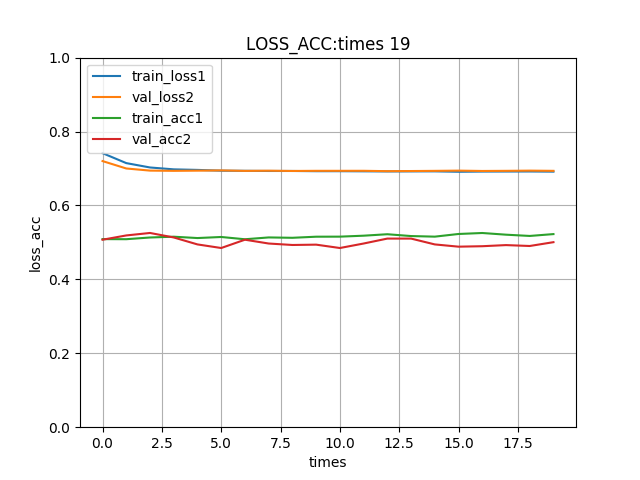 LOSS_ACC:times 19
1.0
0.8
0.6
0.4
0.2
0.0
loss_acc
train_loss1
val_loss2
train_acc1
val_acc2
0.0 2.5 5.0 7.5 10.0 12.5 15.0 17.5
times